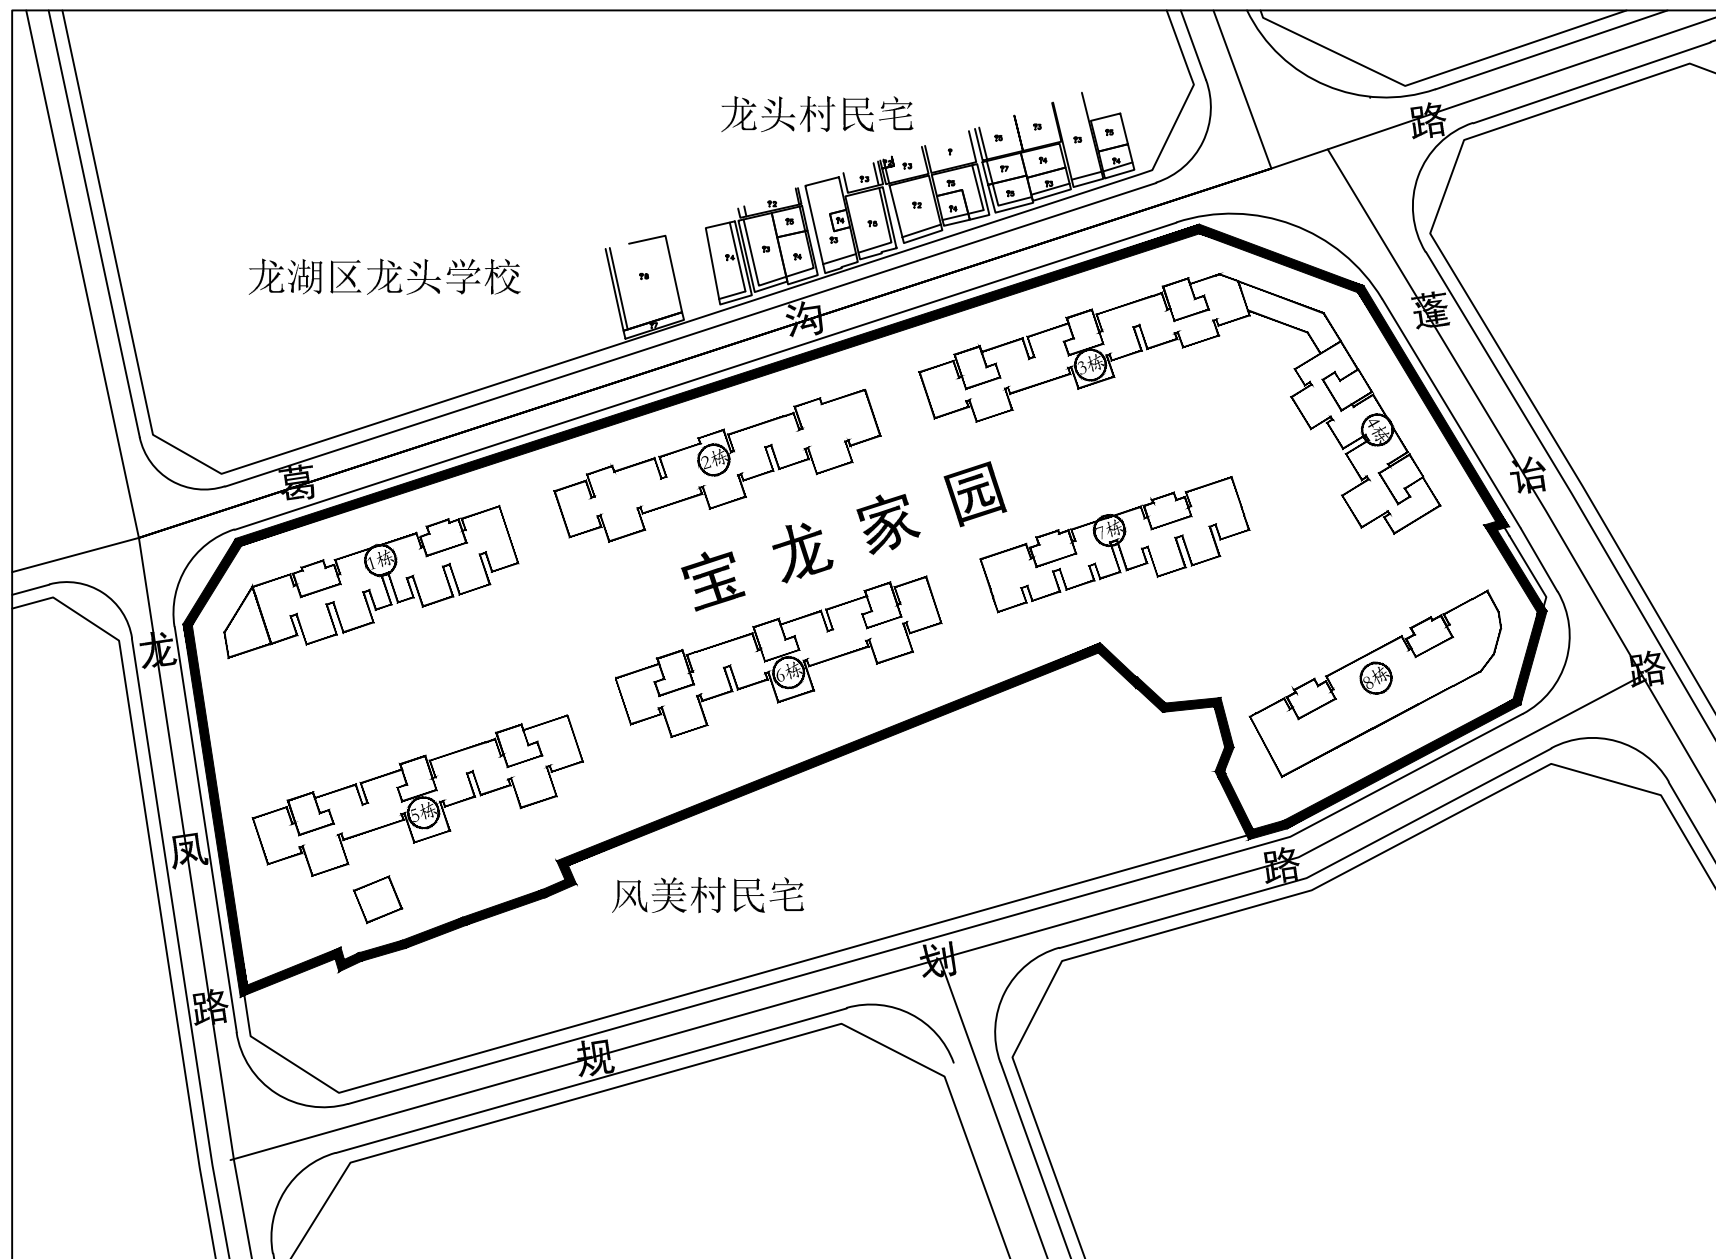 龙头村民宅
龙湖区龙头学校
葛沟路
蓬诒路
龙凤路
规划路
宝龙家园
1栋
2栋
3栋
4栋
5栋
6栋
7栋
8栋
风美村民宅